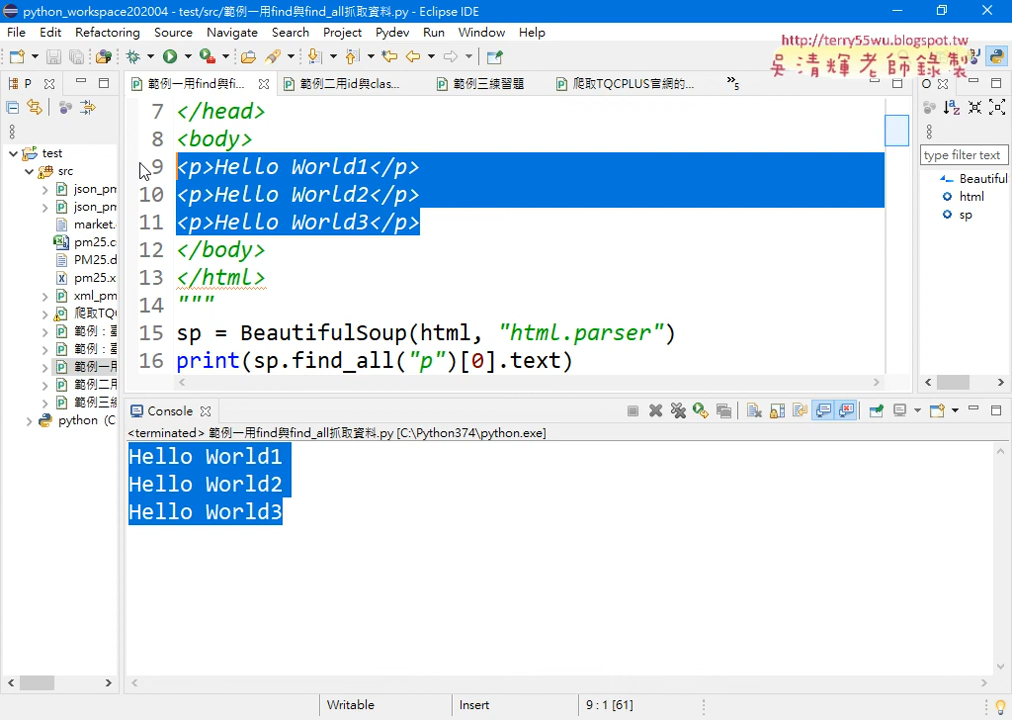 python_workspace202004 - test/src/範例一用find與find_all抓取資料.py - Eclipse IDE
File Edit Refactoring Source Navigate Search Project Pydev Run Window Help
http://terry55wu.blogspot.tw
吳清輝老師錄製
P
範例一用find與fi...
範例二用id與clas...
範例三練習題
爬取TQCPLUS官網的...
»5
O
test
src
json_pm
json_pm
market.
pm25.c
PM25.d
pm25.x
xml_pm
爬取TQC
範例：臺
範例：臺
範例一用
範例二用
範例三練
python (C
7 </head>
8 <body>
9 <p>Hello World1</p>
10 <p>Hello World2</p>
11 <p>Hello World3</p>
12 </body>
13 </html>
14 """
15 sp = BeautifulSoup(html, "html.parser")
16 print(sp.find_all("p")[0].text)
type filter text
Beautiful
html
sp
Console
<terminated> 範例一用find與find_all抓取資料.py [C:\Python374\python.exe]
Hello World1
Hello World2
Hello World3
Writable Insert 9 : 1 [61]